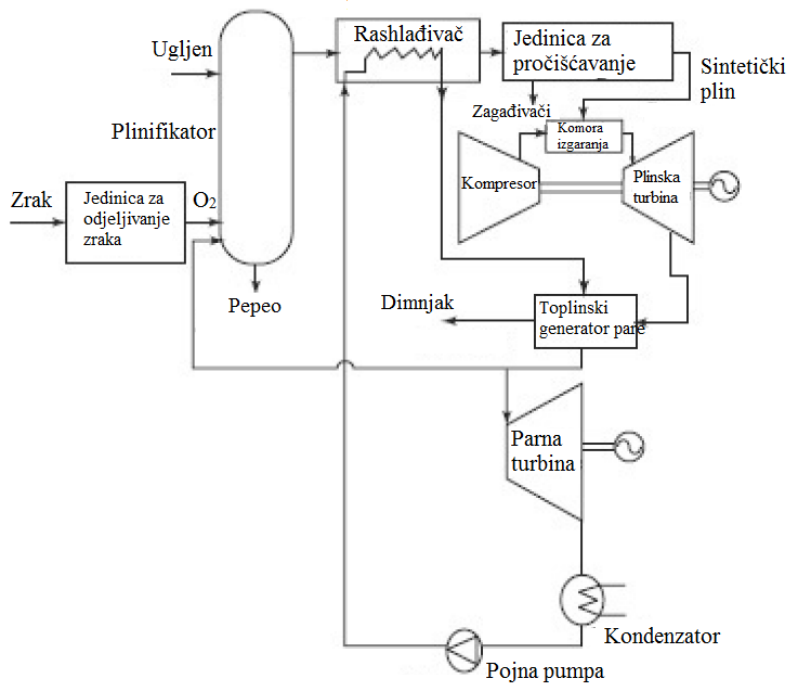 Ugljen
Plinifikator
Zrak
Jedinica za
odjeljivanje
zraka
O₂
Pepeo
Rashlađivač
Jedinica za
pročišćavanje
Sintetički
plin
Zagađivači
Komora
izgaranja
Kompresor
Plinska
turbina
Dimnjak
Toplinski
generator pare
Parna
turbina
Kondenzator
Pojna pumpa